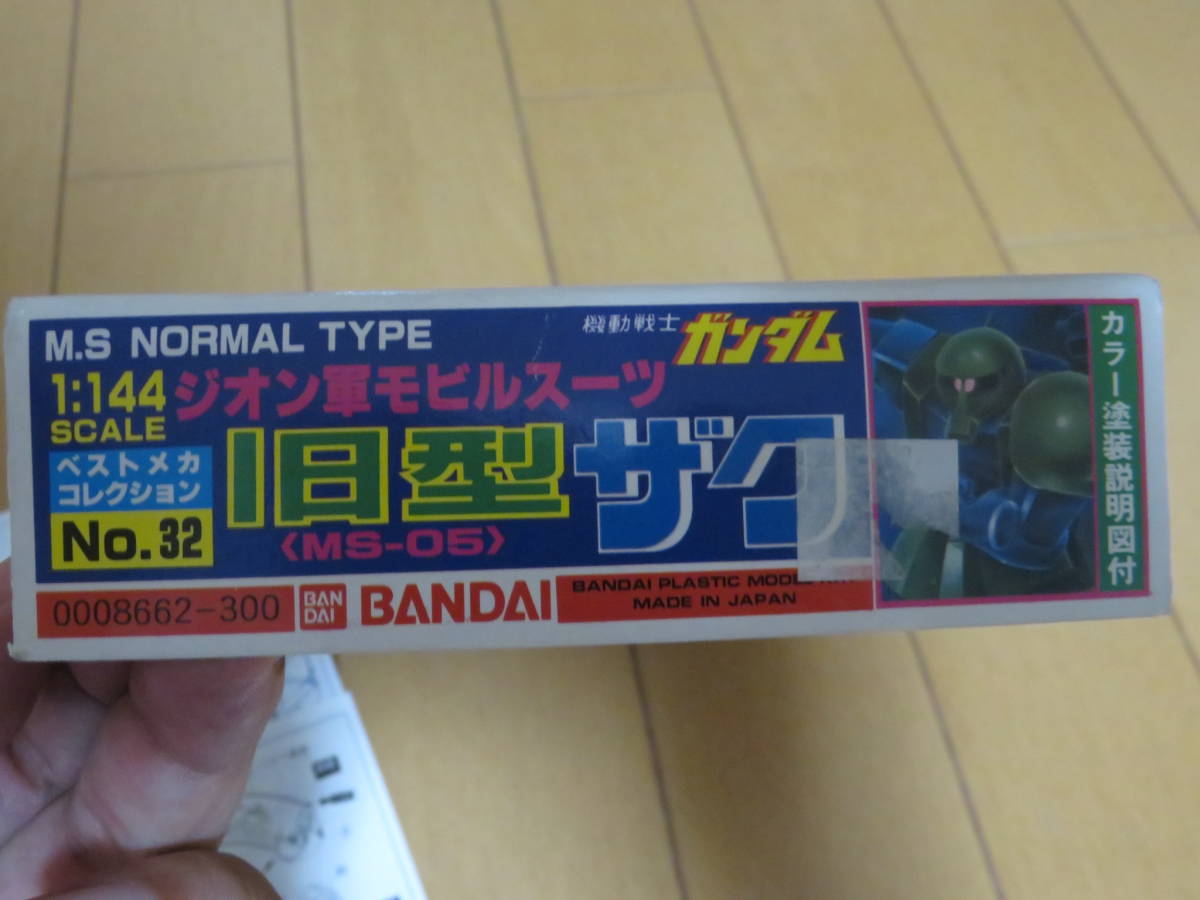 M.S NORMAL TYPE
機動戦士 ガンダム
1:144
SCALE
ジオン軍モビルスーツ
旧型ザク
〈MS-05〉
ベストメカ
コレクション
No.32
カラー塗装説明図付
0008662-300
BAN
DAI
BANDAI
BANDAI PLASTIC MODEL
MADE IN JAPAN